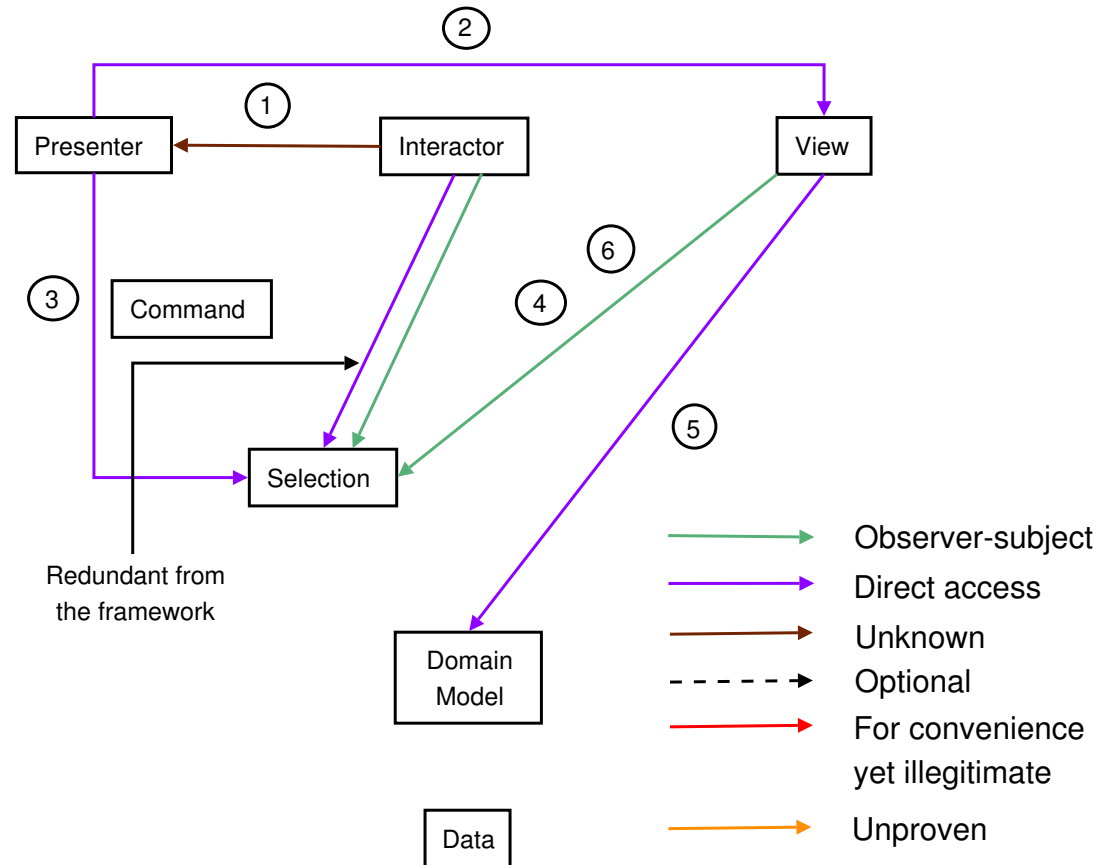 2
1
Presenter
Interactor
View
6
3
Command
4
5
Selection
Redundant from
the framework
Observer-subject
Direct access
Unknown
Domain
Model
Optional
For convenience
yet illegitimate
Data
Unproven